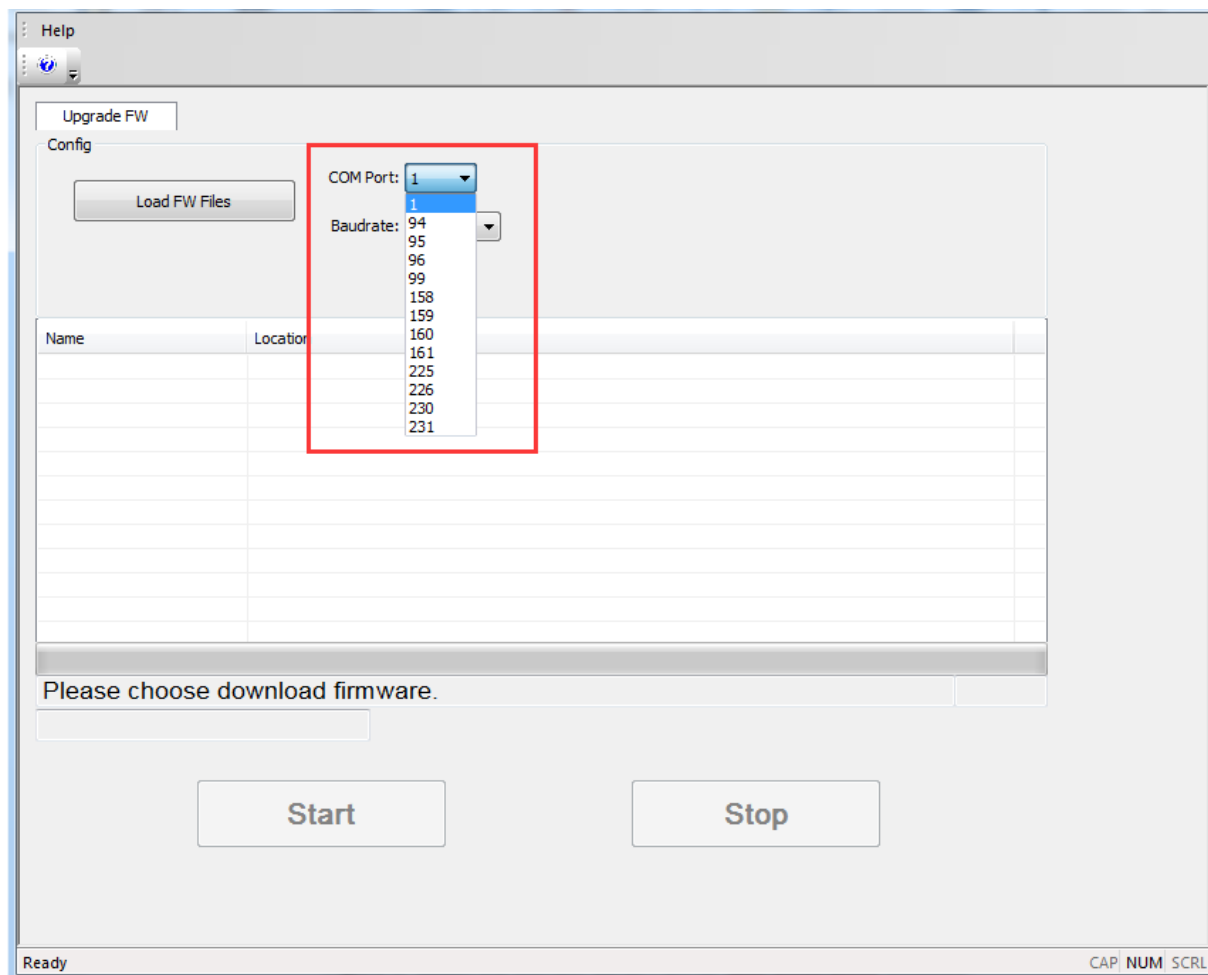 Help
Upgrade FW
Config
Load FW Files
COM Port: 1
Baudrate:
1
94
95
96
99
158
159
160
161
225
226
230
231
Name Location
Please choose download firmware.
Start Stop
Ready CAP NUM SCRL